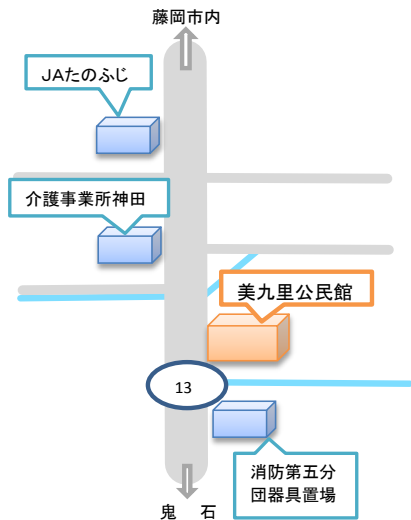 藤岡市内
JAたのふじ
介護事業所神田
美九里公民館
13
消防第五分
団器具置場
鬼　石